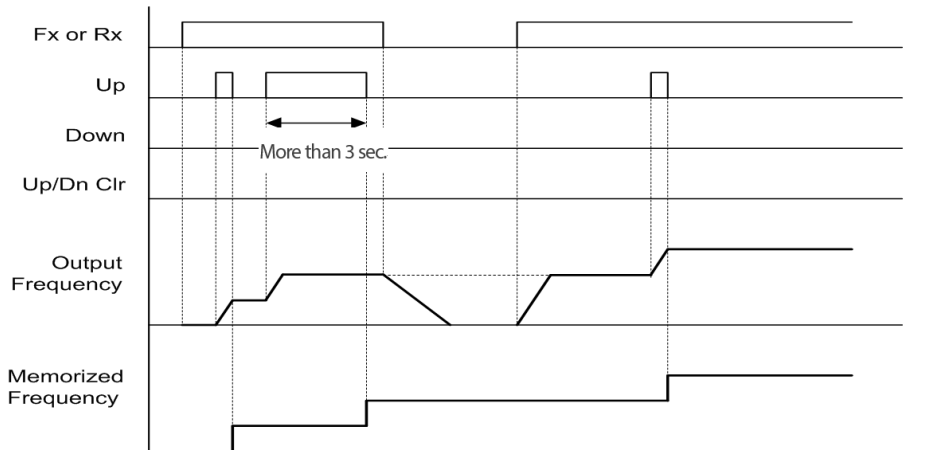 Fx or Rx
Up
Down
More than 3 sec.
Up/Dn Clr
Output
Frequency
Memorized
Frequency